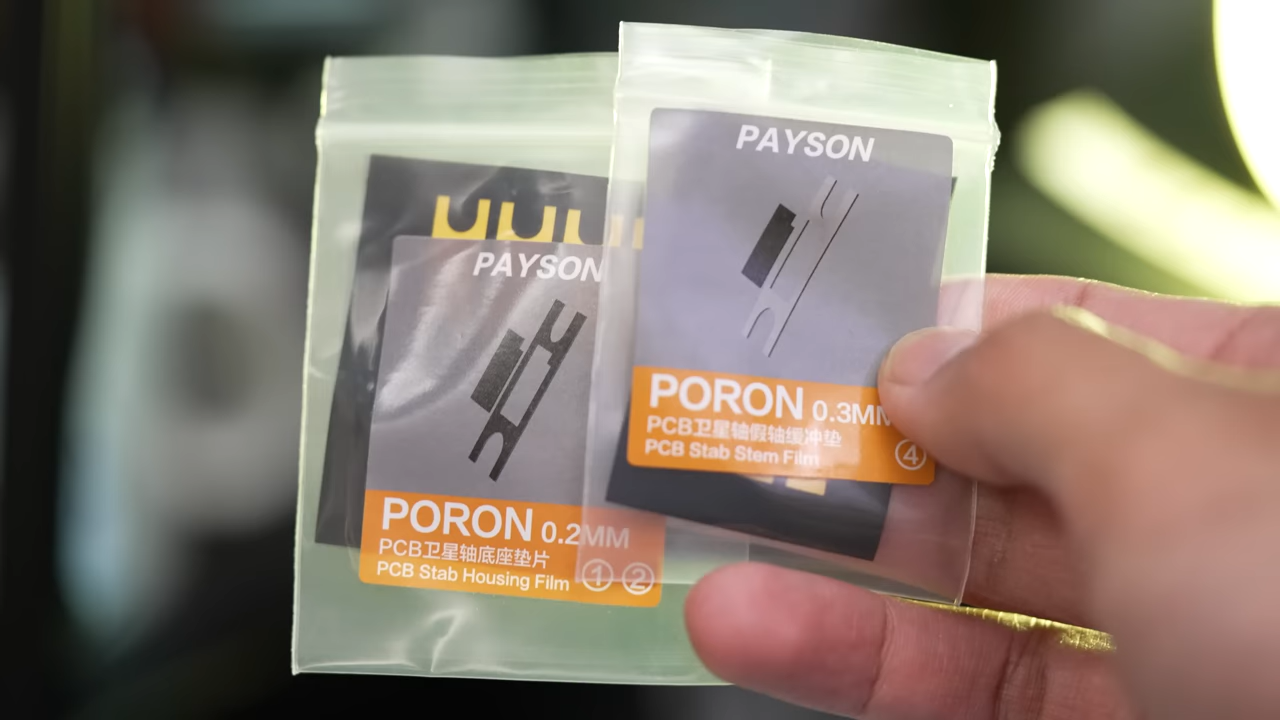 PAYSON
PORON 0.2MM
PCB卫星轴底座垫片
PCB Stab Housing Film ① ②
PAYSON
PORON 0.3MM
PCB卫星轴假轴缓冲垫
PCB Stab Stem Film ④